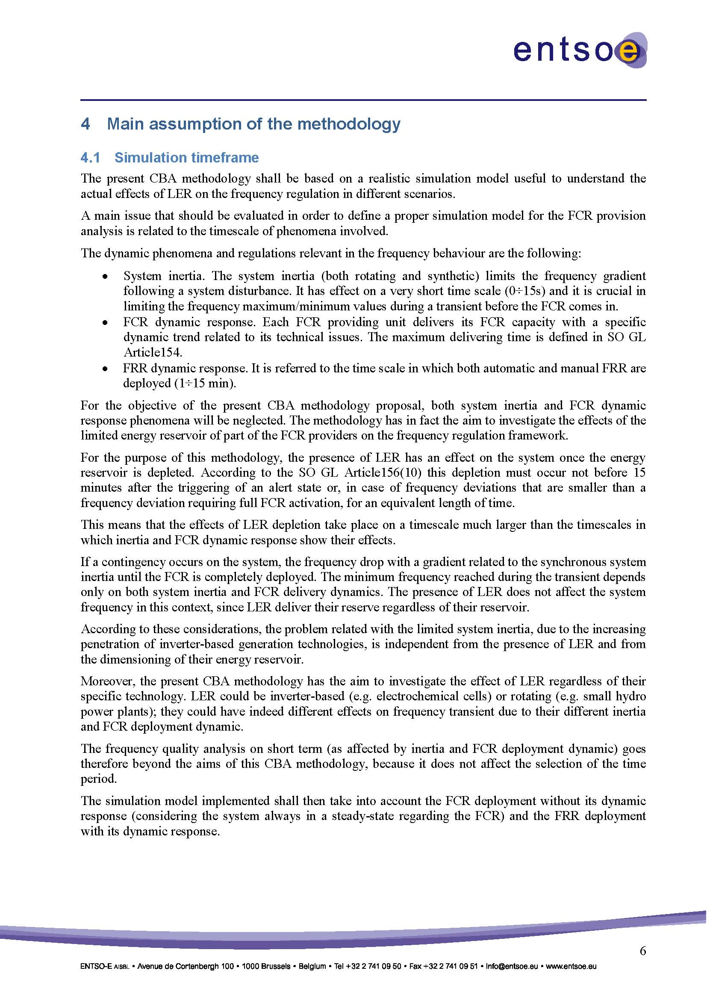 entsoe
4 Main assumption of the methodology
4.1 Simulation timeframe
The present CBA methodology shall be based on a realistic simulation model useful to understand the
actual effects of LER on the frequency regulation in different scenarios.
A main issue that should be evaluated in order to define a proper simulation model for the FCR provision
analysis is related to the timescale of phenomena involved.
The dynamic phenomena and regulations relevant in the frequency behaviour are the following:
• System inertia. The system inertia (both rotating and synthetic) limits the frequency gradient
following a system disturbance. It has effect on a very short time scale (0÷15s) and it is crucial in
limiting the frequency maximum/minimum values during a transient before the FCR comes in.
• FCR dynamic response. Each FCR providing unit delivers its FCR capacity with a specific
dynamic trend related to its technical issues. The maximum delivering time is defined in SO GL
Article154.
• FRR dynamic response. It is referred to the time scale in which both automatic and manual FRR are
deployed (1÷15 min).
For the objective of the present CBA methodology proposal, both system inertia and FCR dynamic
response phenomena will be neglected. The methodology has in fact the aim to investigate the effects of the
limited energy reservoir of part of the FCR providers on the frequency regulation framework.
For the purpose of this methodology, the presence of LER has an effect on the system once the energy
reservoir is depleted. According to the SO GL Article156(10) this depletion must occur not before 15
minutes after the triggering of an alert state or, in case of frequency deviations that are smaller than a
frequency deviation requiring full FCR activation, for an equivalent length of time.
This means that the effects of LER depletion take place on a timescale much larger than the timescales in
which inertia and FCR dynamic response show their effects.
If a contingency occurs on the system, the frequency drop with a gradient related to the synchronous system
inertia until the FCR is completely deployed. The minimum frequency reached during the transient depends
only on both system inertia and FCR delivery dynamics. The presence of LER does not affect the system
frequency in this context, since LER deliver their reserve regardless of their reservoir.
According to these considerations, the problem related with the limited system inertia, due to the increasing
penetration of inverter-based generation technologies, is independent from the presence of LER and from
the dimensioning of their energy reservoir.
Moreover, the present CBA methodology has the aim to investigate the effect of LER regardless of their
specific technology. LER could be inverter-based (e.g. electrochemical cells) or rotating (e.g. small hydro
power plants); they could have indeed different effects on frequency transient due to their different inertia
and FCR deployment dynamic.
The frequency quality analysis on short term (as affected by inertia and FCR deployment dynamic) goes
therefore beyond the aims of this CBA methodology, because it does not affect the selection of the time
period.
The simulation model implemented shall then take into account the FCR deployment without its dynamic
response (considering the system always in a steady-state regarding the FCR) and the FRR deployment
with its dynamic response.
6
ENTSO-E AISBL • Avenue de Cortenbergh 100 • 1000 Brussels • Belgium • Tel +32 2 741 09 50 • Fax +32 2 741 09 51 • info@entsoe.eu • www.entsoe.eu